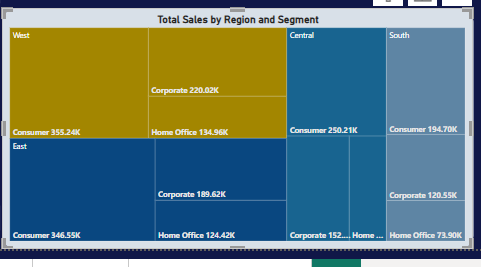 Total Sales by Region and Segment
West
Corporate 220.02K
Consumer 355.24K
Home Office 134.96K
East
Corporate 189.62K
Consumer 346.55K
Home Office 124.42K
Central
Consumer 250.21K
Corporate 152....
Home ...
South
Consumer 194.70K
Corporate 120.55K
Home Office 73.90K